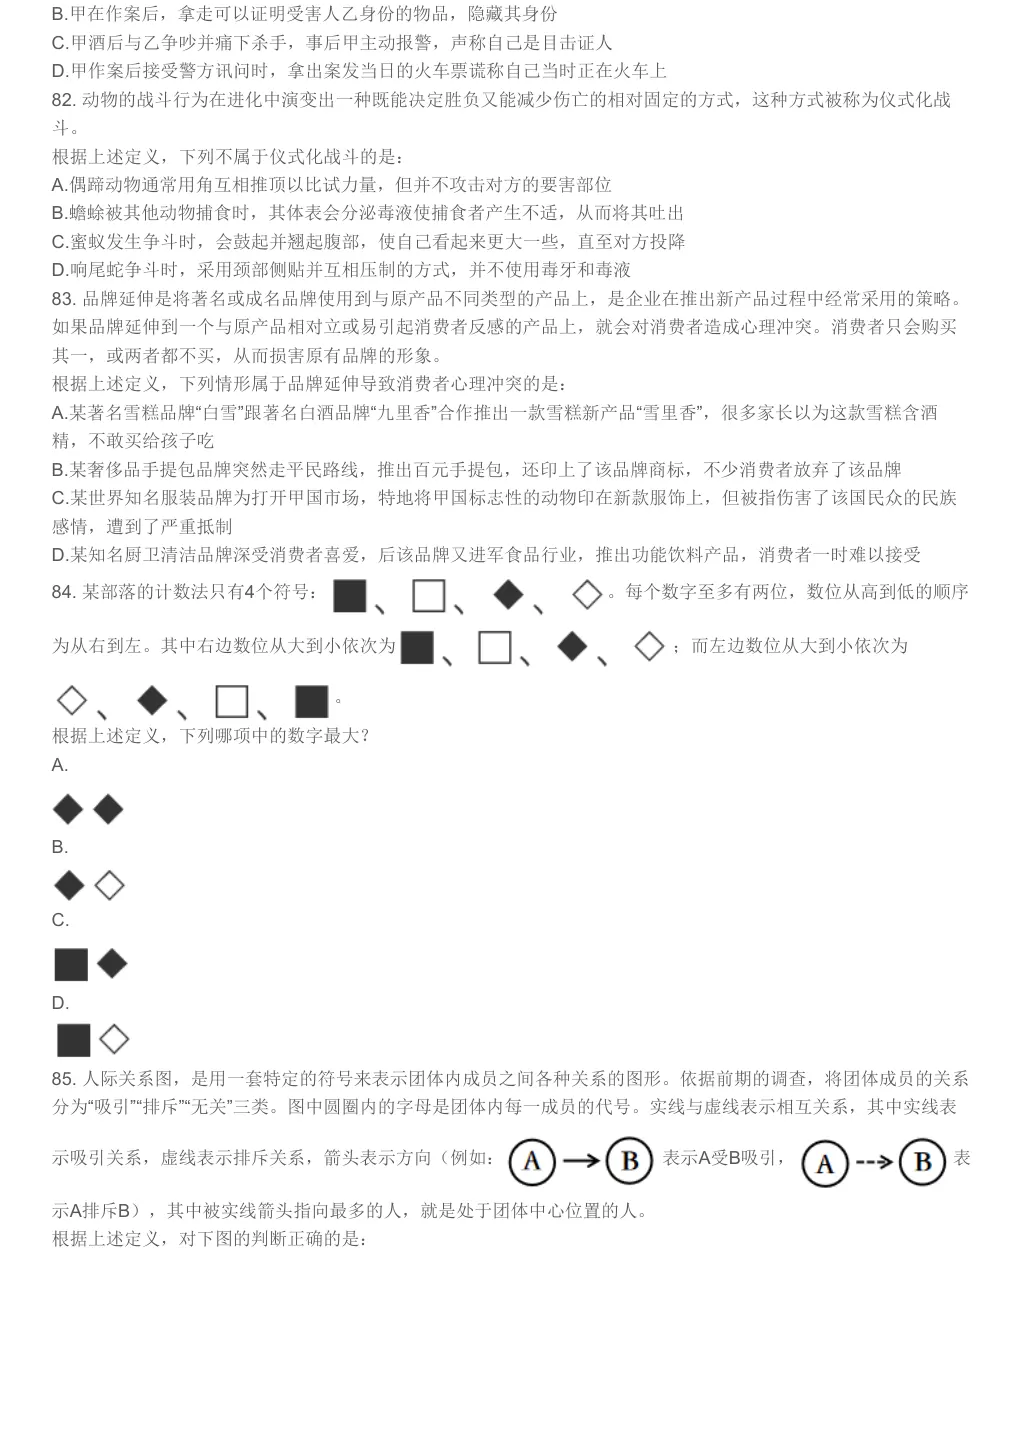 B.甲在作案后，拿走可以证明受害人乙身份的物品，隐藏其身份
C.甲酒后与乙争吵并痛下杀手，事后甲主动报警，声称自己是目击证人
D.甲作案后接受警方讯问时，拿出案发当日的火车票谎称自己当时正在火车上
82. 动物的战斗行为在进化中演变出一种既能决定胜负又能减少伤亡的相对固定的方式，这种方式被称为仪式化战
斗。
根据上述定义，下列不属于仪式化战斗的是：
A.偶蹄动物通常用角互相推顶以比试力量，但并不攻击对方的要害部位
B.蟾蜍被其他动物捕食时，其体表会分泌毒液使捕食者产生不适，从而将其吐出
C.蜜蚁发生争斗时，会鼓起并翘起腹部，使自己看起来更大一些，直至对方投降
D.响尾蛇争斗时，采用颈部侧贴并互相压制的方式，并不使用毒牙和毒液
83. 品牌延伸是将著名或成名品牌使用到与原产品不同类型的产品上，是企业在推出新产品过程中经常采用的策略。
如果品牌延伸到一个与原产品相对立或易引起消费者反感的产品上，就会对消费者造成心理冲突。消费者只会购买
其一，或两者都不买，从而损害原有品牌的形象。
根据上述定义，下列情形属于品牌延伸导致消费者心理冲突的是：
A.某著名雪糕品牌“白雪”跟著名白酒品牌“九里香”合作推出一款雪糕新产品“雪里香”，很多家长以为这款雪糕含酒
精，不敢买给孩子吃
B.某奢侈品手提包品牌突然走平民路线，推出百元手提包，还印上了该品牌商标，不少消费者放弃了该品牌
C.某世界知名服装品牌为打开甲国市场，特地将甲国标志性的动物印在新款服饰上，但被指伤害了该国民众的民族
感情，遭到了严重抵制
D.某知名厨卫清洁品牌深受消费者喜爱，后该品牌又进军食品行业，推出功能饮料产品，消费者一时难以接受
84. 某部落的计数法只有4个符号：■、□、◆、◇。每个数字至多有两位，数位从高到低的顺序
为从右到左。其中右边数位从大到小依次为■、□、◆、◇；而左边数位从大到小依次为
◇、◆、□、■。
根据上述定义，下列哪项中的数字最大？
A.
◆◆
B.
◆◇
C.
■◆
D.
■◇
85. 人际关系图，是用一套特定的符号来表示团体内成员之间各种关系的图形。依据前期的调查，将团体成员的关系
分为“吸引”“排斥”“无关”三类。图中圆圈内的字母是团体内每一成员的代号。实线与虚线表示相互关系，其中实线表
示吸引关系，虚线表示排斥关系，箭头表示方向（例如：A→B表示A受B吸引，A⇢B表
示A排斥B），其中被实线箭头指向最多的人，就是处于团体中心位置的人。
根据上述定义，对下图的判断正确的是：